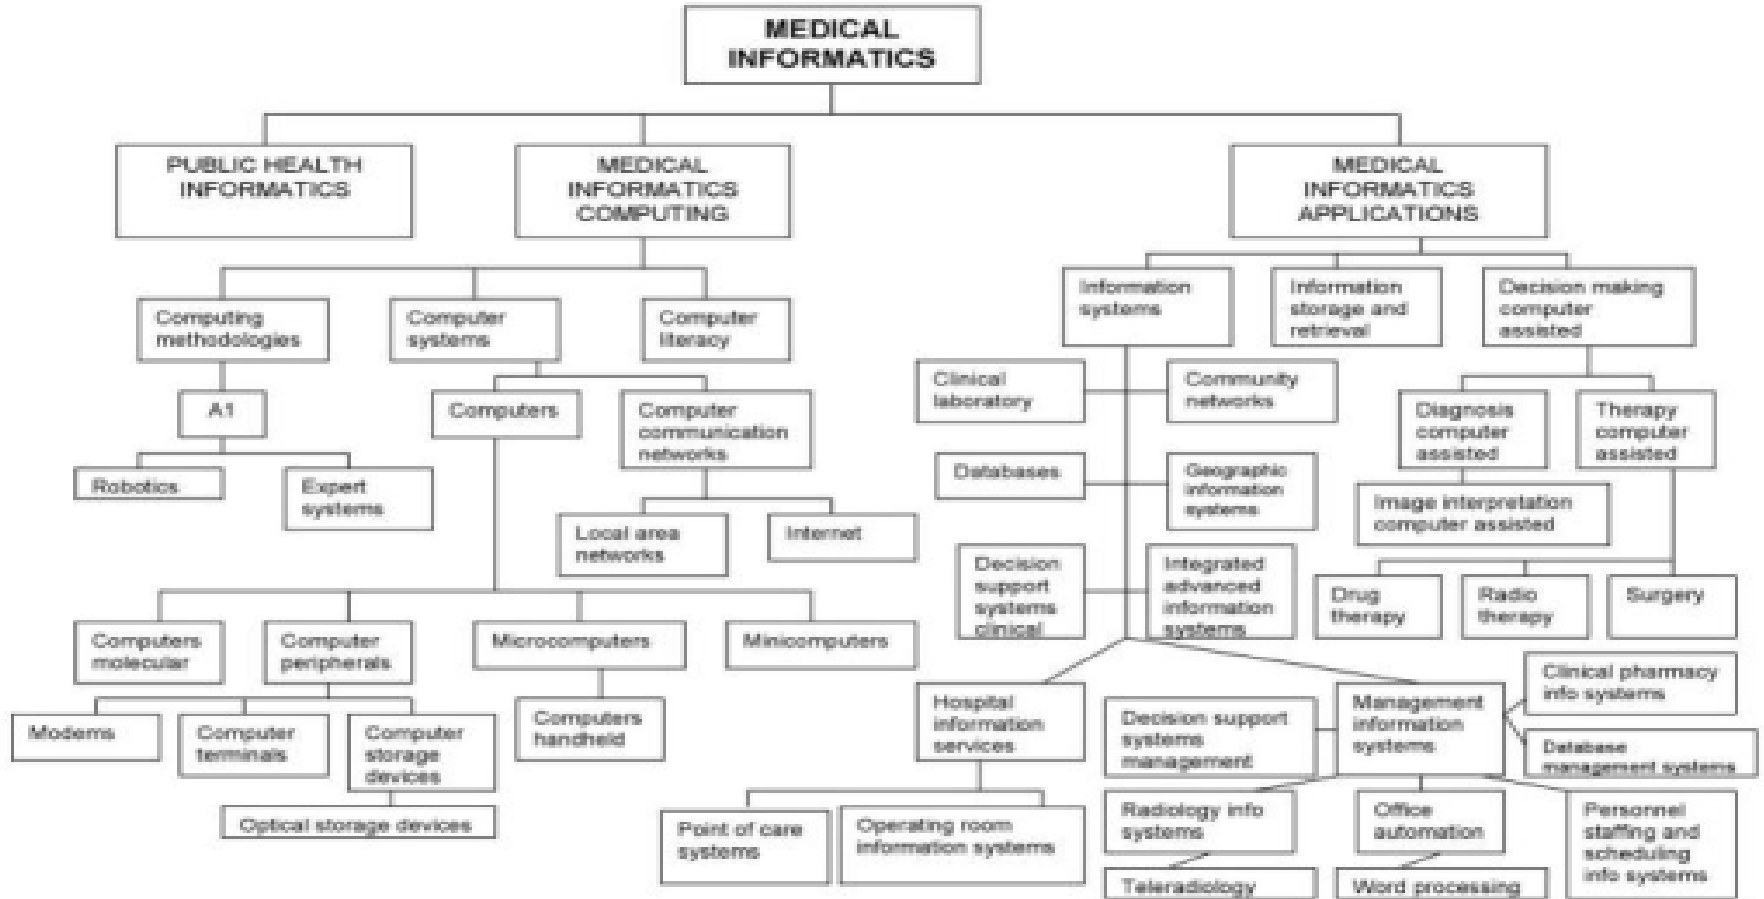 MEDICAL
INFORMATICS
PUBLIC HEALTH
INFORMATICS
MEDICAL
INFORMATICS
COMPUTING
MEDICAL
INFORMATICS
APPLICATIONS
Computing
methodologies
Computer
systems
Computer
literacy
Information
systems
Information
storage and
retrieval
Decision making
computer
assisted
A1
Computers
Computer
communication
networks
Clinical
laboratory
Community
networks
Diagnosis
computer
assisted
Therapy
computer
assisted
Robotics
Expert
systems
Databases
Geographic
information
systems
Image interpretation
computer assisted
Local area
networks
Internet
Decision
support
systems
clinical
Integrated
advanced
information
systems
Drug
therapy
Radio
therapy
Surgery
Computers
molecular
Computer
peripherals
Microcomputers
Minicomputers
Clinical pharmacy
info systems
Modems
Computer
terminals
Computer
storage
devices
Computers
handheld
Hospital
information
services
Decision support
systems
management
Management
information
systems
Database
management systems
Optical storage devices
Point of care
systems
Operating room
information systems
Radiology info
systems
Office
automation
Personnel
staffing and
scheduling
info systems
Teleradiology
Word processing